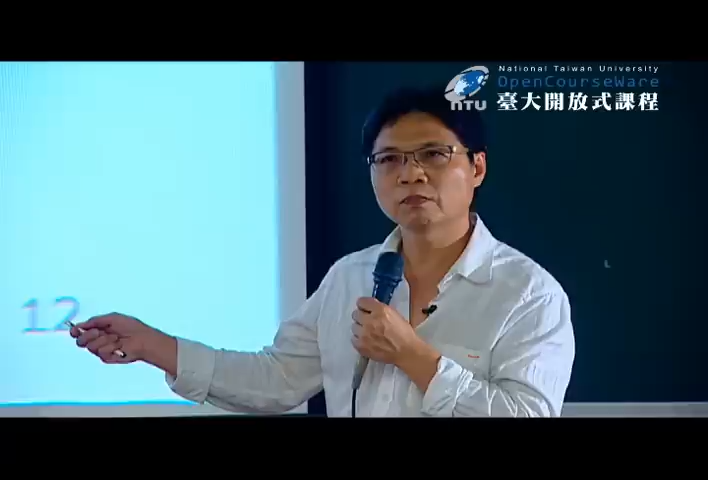 National Taiwan University
OpenCourseWare
NTU
臺大開放式課程
12